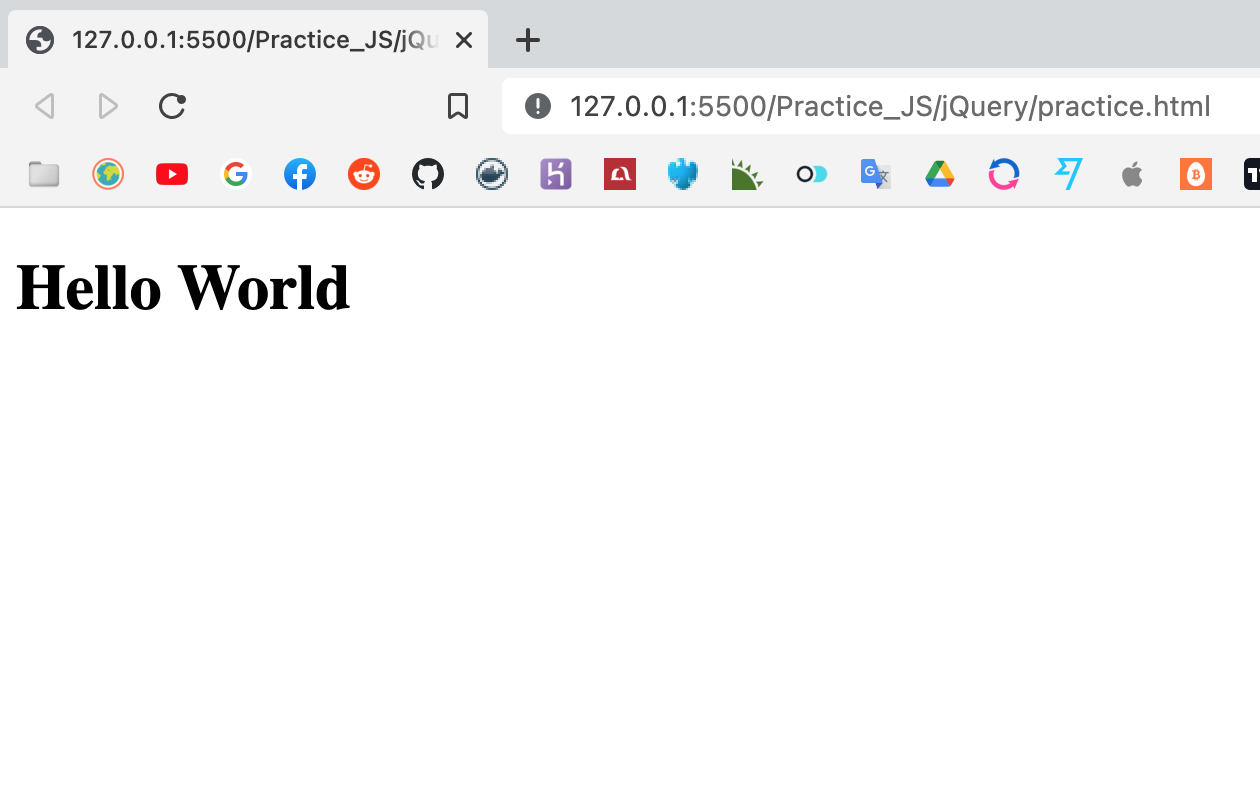 127.0.0.1:5500/Practice_JS/jQu
127.0.0.1:5500/Practice_JS/jQuery/practice.html
Hello World